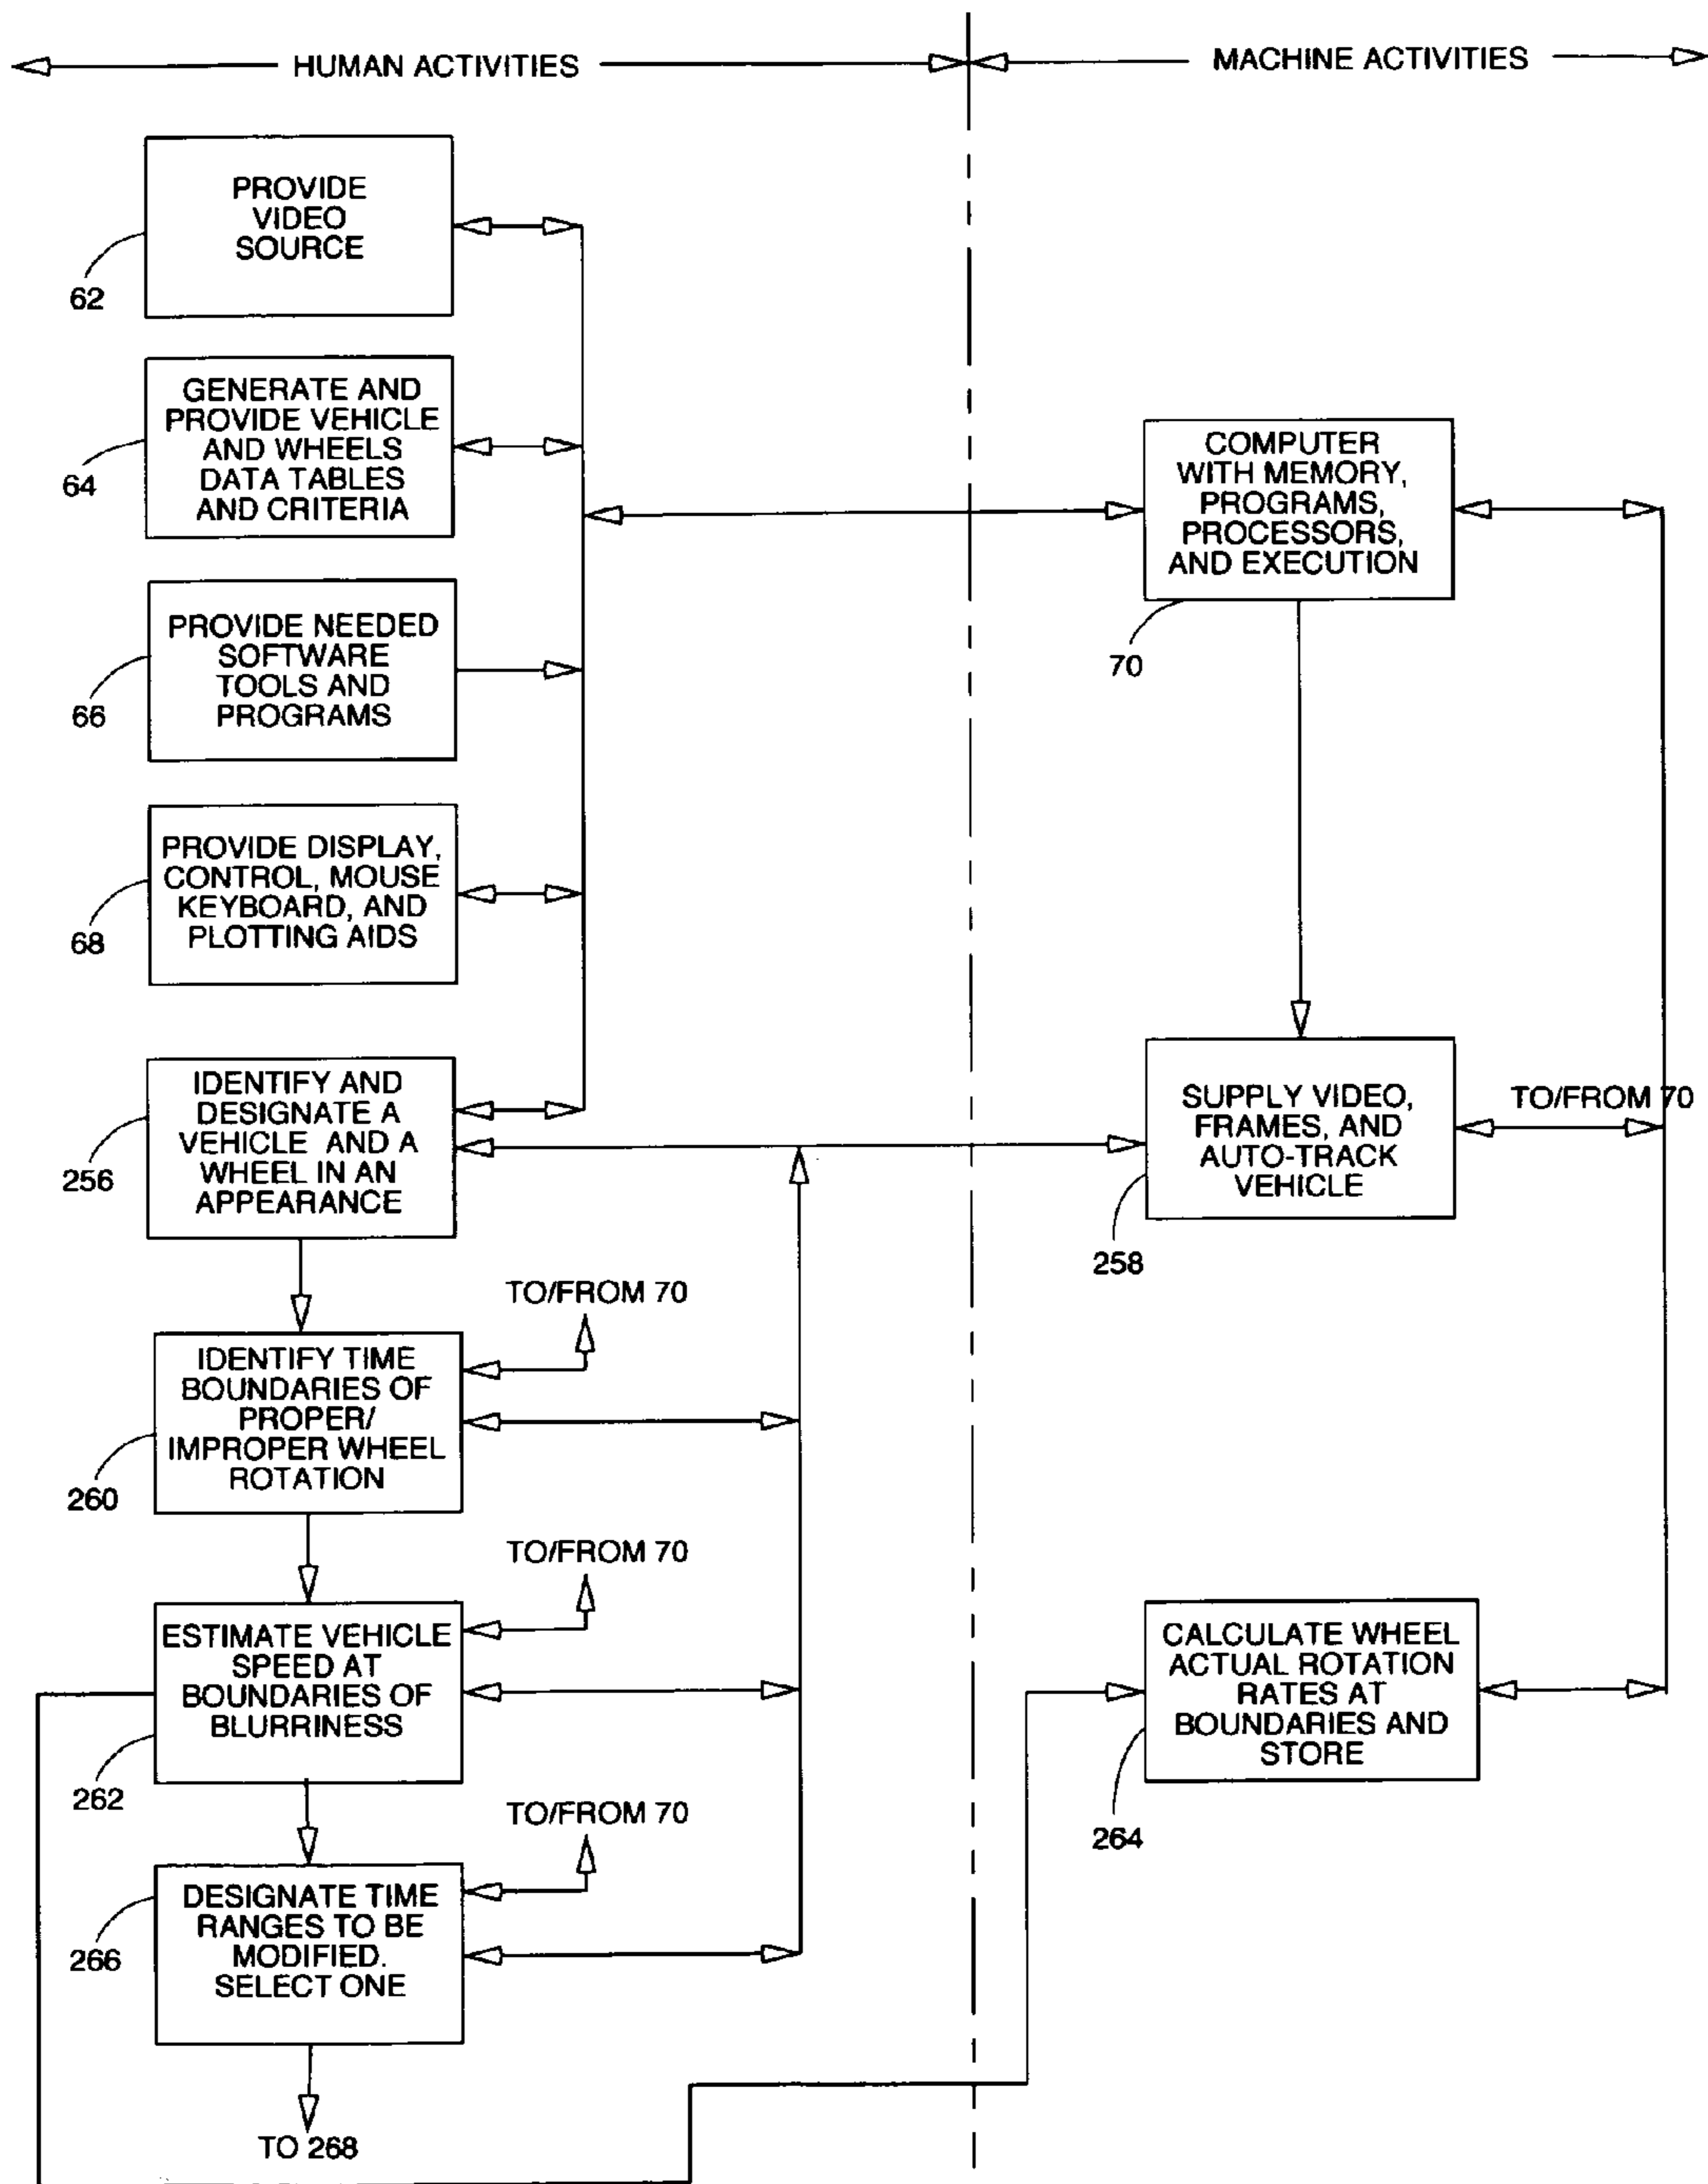 HUMAN ACTIVITIES
MACHINE ACTIVITIES
PROVIDE
VIDEO
SOURCE
62
GENERATE AND
PROVIDE VEHICLE
AND WHEELS
DATA TABLES
AND CRITERIA
64
COMPUTER
WITH MEMORY,
PROGRAMS,
PROCESSORS,
AND EXECUTION
70
PROVIDE NEEDED
SOFTWARE
TOOLS AND
PROGRAMS
66
PROVIDE DISPLAY,
CONTROL, MOUSE
KEYBOARD, AND
PLOTTING AIDS
68
IDENTIFY AND
DESIGNATE A
VEHICLE AND A
WHEEL IN AN
APPEARANCE
256
SUPPLY VIDEO,
FRAMES, AND
AUTO-TRACK
VEHICLE
258
TO/FROM 70
TO/FROM 70
IDENTIFY TIME
BOUNDARIES OF
PROPER/
IMPROPER WHEEL
ROTATION
260
TO/FROM 70
ESTIMATE VEHICLE
SPEED AT
BOUNDARIES OF
BLURRINESS
262
CALCULATE WHEEL
ACTUAL ROTATION
RATES AT
BOUNDARIES AND
STORE
264
TO/FROM 70
DESIGNATE TIME
RANGES TO BE
MODIFIED.
SELECT ONE
266
TO 268